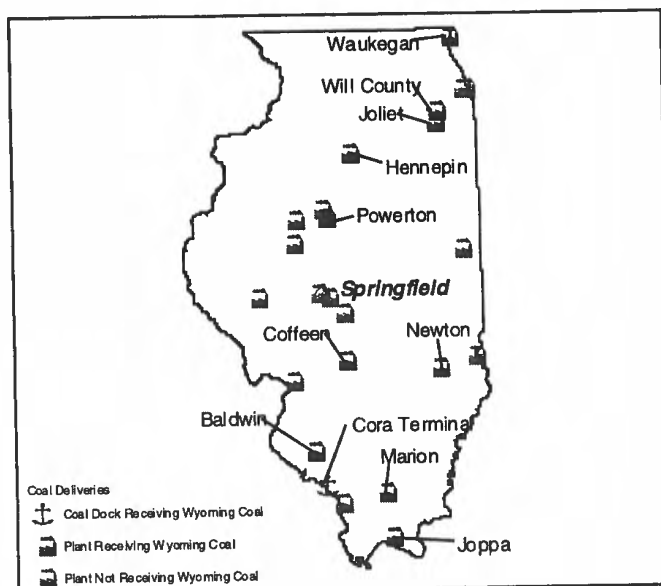 Waukegan
Will County
Joliet
Hennepin
Powerton
Springfield
Coffeen
Newton
Baldwin
Cora Termina
Marion
Joppa
Coal Deliveries
Coal Dock Receiving Wyoming Coal
Plant Receiving Wyoming Coal
Plant Not Receiving Wyoming Coal